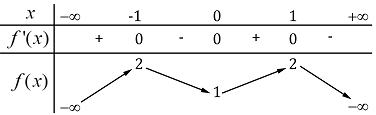 x −∞ -1 0 1 +∞
f'(x) + 0 - 0 + 0 -
f(x) −∞ 2 1 2 −∞